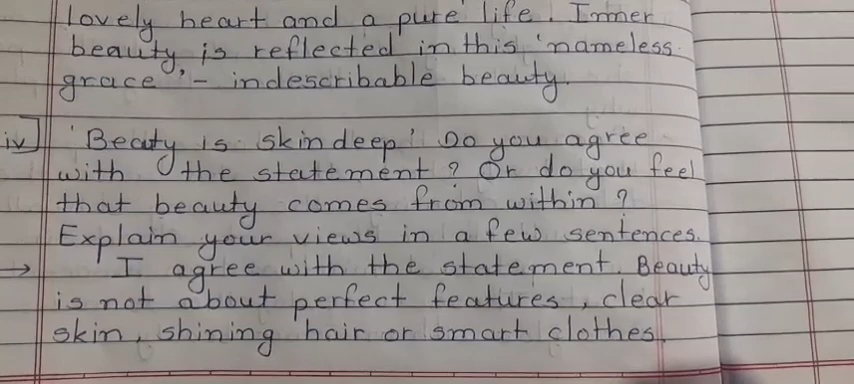 lovely heart and a pure life. Inner
beauty is reflected in this 'nameless
grace' - indescribable beauty.
iv] 'Beaty is skin deep.' Do you agree
with the statement? Or do you feel
that beauty comes from within?
Explain your views in a few sentences.
→ I agree with the statement. Beauty
is not about perfect features, clear
skin, shining hair or smart clothes.